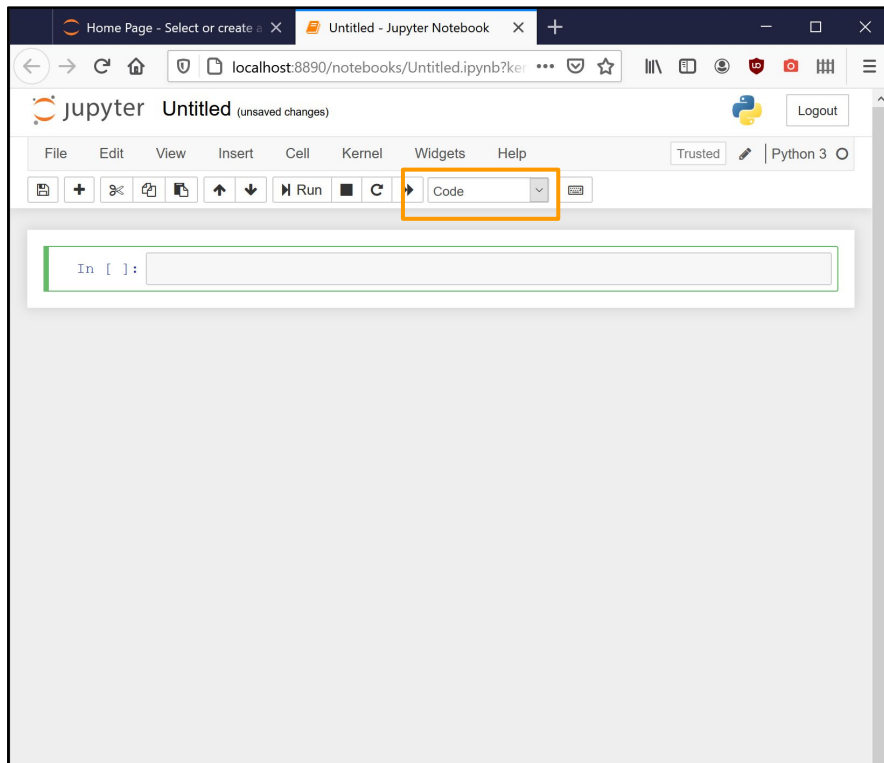 Home Page - Select or create a
Untitled - Jupyter Notebook
localhost:8890/notebooks/Untitled.ipynb?ker
jupyter Untitled (unsaved changes)
Logout
File Edit View Insert Cell Kernel Widgets Help
Trusted Python 3
Run Code
In [ ]: